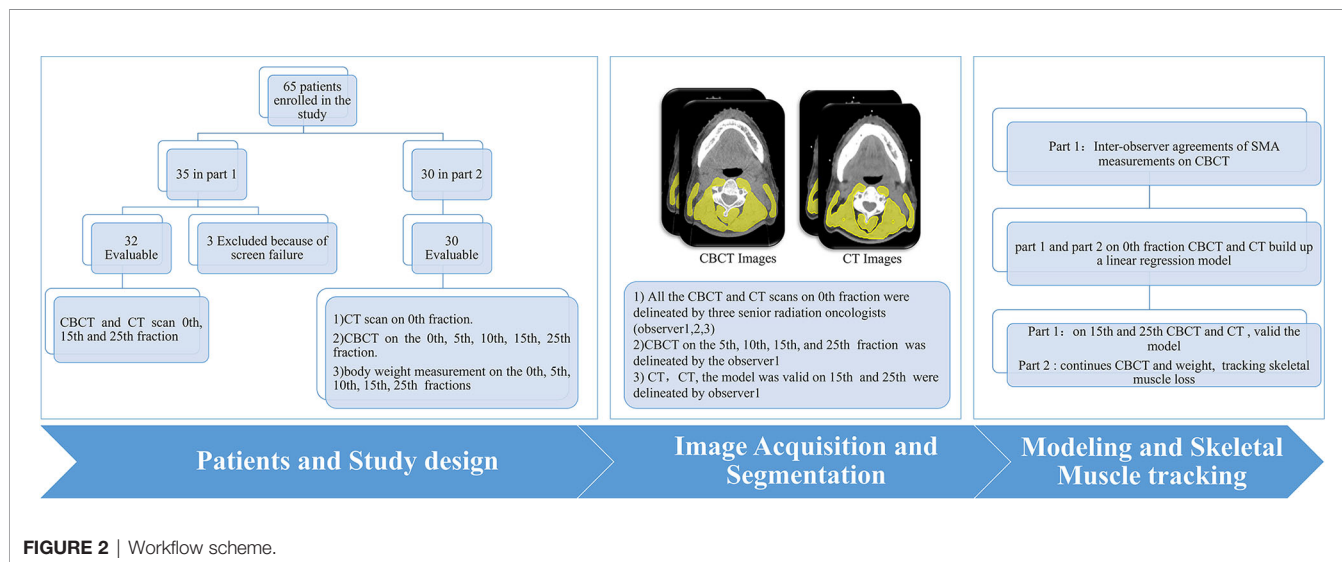 65 patients
enrolled in the
study
35 in part 1
30 in part 2
32
Evaluable
3 Excluded because of
screen failure
30
Evaluable
CBCT and CT scan 0th,
15th and 25th fraction
1)CT scan on 0th fraction.
2)CBCT on the 0th, 5th, 10th, 15th, 25th
fraction.
3)body weight measurement on the 0th, 5th,
10th, 15th, 25th fractions
CBCT Images
CT Images
1) All the CBCT and CT scans on 0th fraction were
delineated by three senior radiation oncologists
(observer1,2,3)
2)CBCT on the 5th, 10th, 15th, and 25th fraction was
delineated by the observer1
3) CT，CT, the model was valid on 15th and 25th were
delineated by observer1
Part 1：Inter-observer agreements of SMA
measurements on CBCT
part 1 and part 2 on 0th fraction CBCT and CT build up
a linear regression model
Part 1：on 15th and 25th CBCT and CT , valid the
model
Part 2 : continues CBCT and weight, tracking skeletal
muscle loss
Patients and Study design
Image Acquisition and
Segmentation
Modeling and Skeletal
Muscle tracking
FIGURE 2 | Workflow scheme.